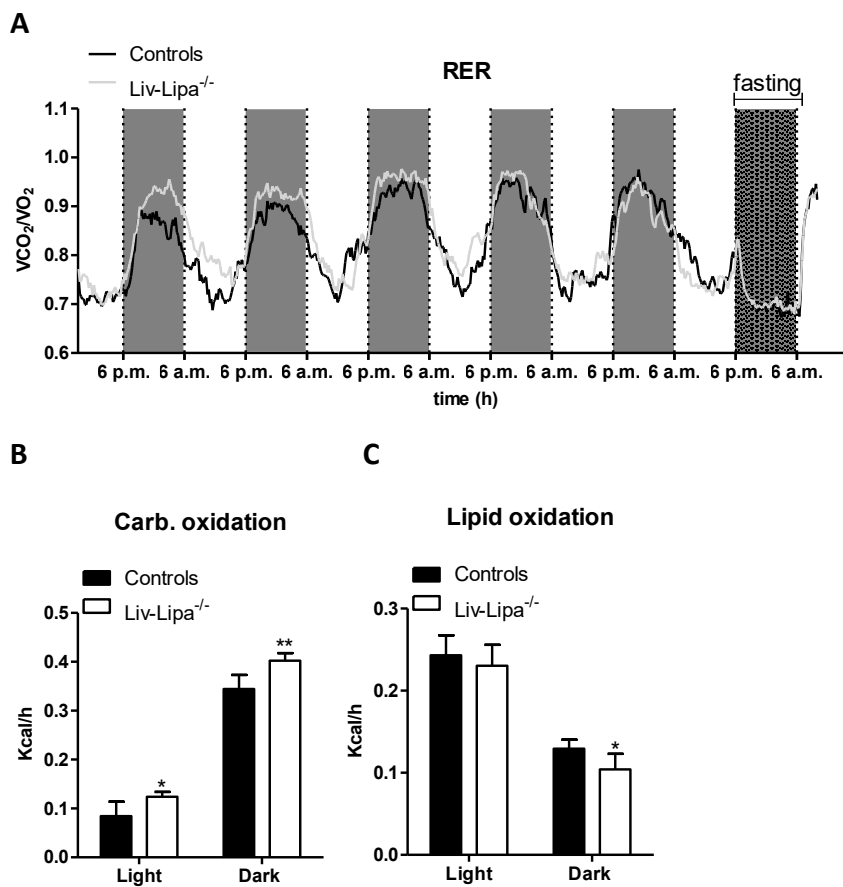 A
Controls
Liv-Lipa-/-
RER
fasting
1.1
1.0
0.9
0.8
0.7
0.6
VCO2/VO2
6 p.m. 6 a.m. 6 p.m. 6 a.m. 6 p.m. 6 a.m. 6 p.m. 6 a.m. 6 p.m. 6 a.m. 6 p.m. 6 a.m.
time (h)
B
Carb. oxidation
Controls
Liv-Lipa-/-
0.5
0.4
0.3
0.2
0.1
0.0
Kcal/h
*
**
Light Dark
C
Lipid oxidation
Controls
Liv-Lipa-/-
0.3
0.2
0.1
0.0
Kcal/h
*
Light Dark